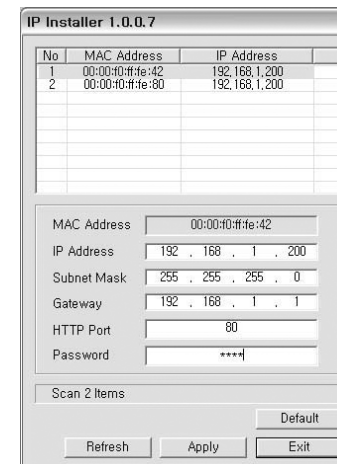 IP Installer 1.0.0.7
No MAC Address IP Address
1 00:00:f0:ff:fe:42 192,168,1,200
2 00:00:f0:ff:fe:80 192,168,1,200
MAC Address 00:00:f0:ff:fe:42
IP Address 192 . 168 . 1 . 200
Subnet Mask 255 . 255 . 255 . 0
Gateway 192 . 168 . 1 . 1
HTTP Port 80
Password ****
Scan 2 Items
Default
Refresh Apply Exit